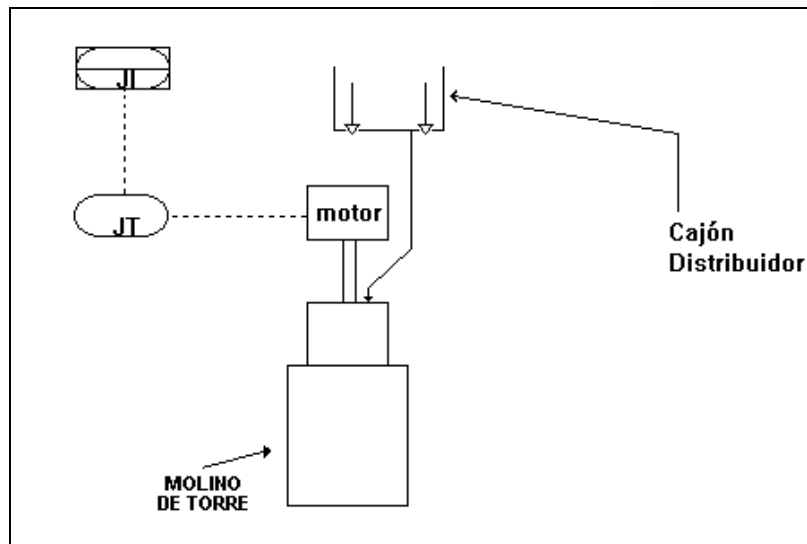 JI
JT
motor
Cajón
Distribuidor
MOLINO
DE TORRE